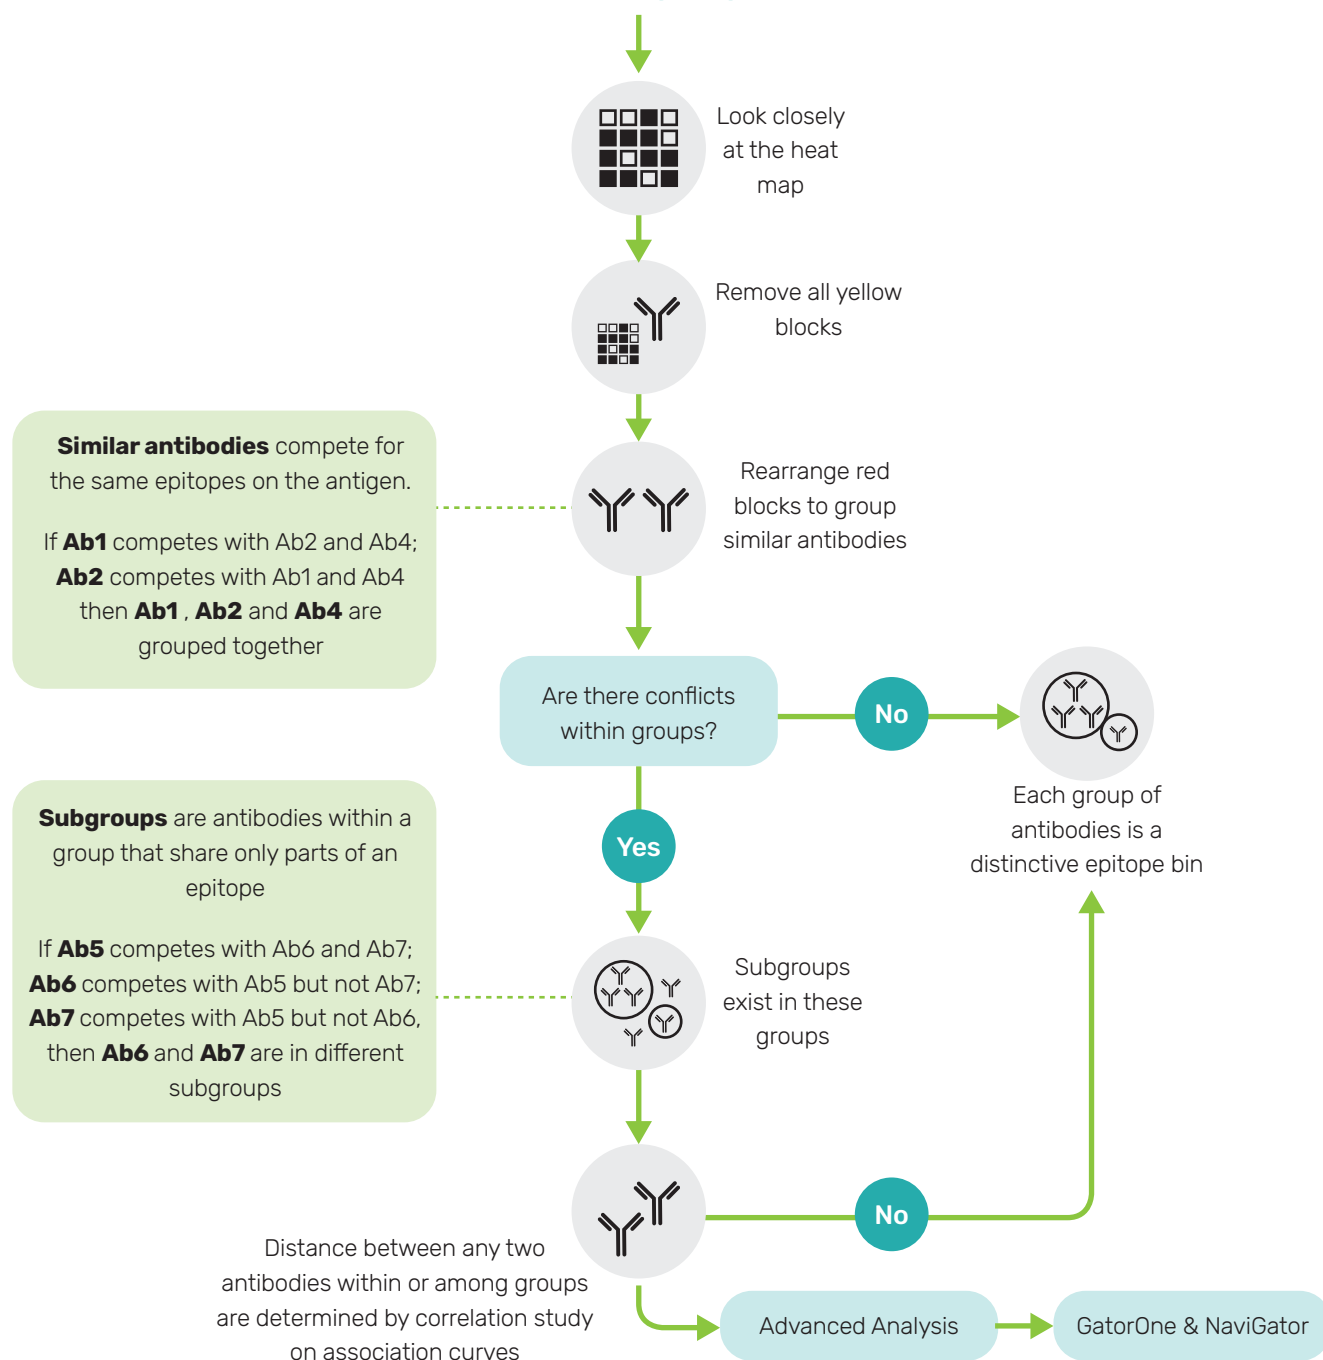 Look closely
at the heat
map
Remove all yellow
blocks
Similar antibodies compete for
the same epitopes on the antigen.
If Ab1 competes with Ab2 and Ab4;
Ab2 competes with Ab1 and Ab4
then Ab1 , Ab2 and Ab4 are
grouped together
Rearrange red
blocks to group
similar antibodies
Are there conflicts
within groups?
No
Each group of
antibodies is a
distinctive epitope bin
Yes
Subgroups are antibodies within a
group that share only parts of an
epitope
If Ab5 competes with Ab6 and Ab7;
Ab6 competes with Ab5 but not Ab7;
Ab7 competes with Ab5 but not Ab6,
then Ab6 and Ab7 are in different
subgroups
Subgroups
exist in these
groups
No
Distance between any two
antibodies within or among groups
are determined by correlation study
on association curves
Advanced Analysis
GatorOne & NaviGator